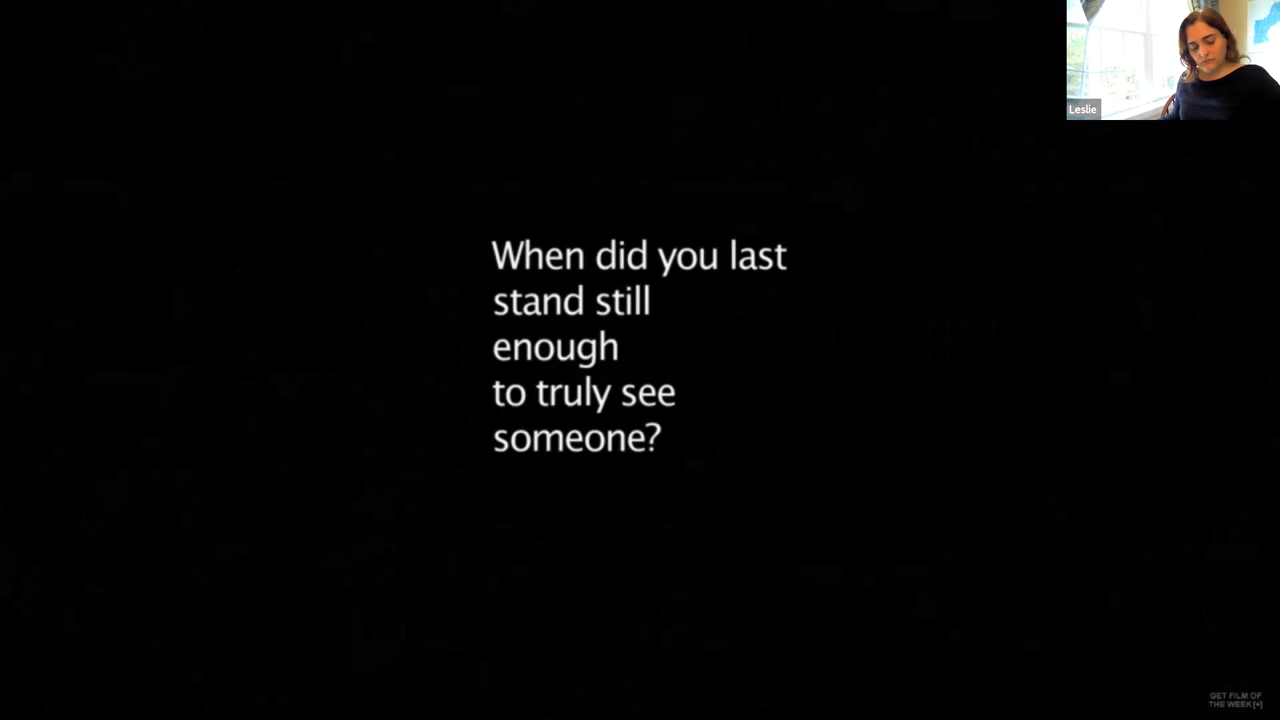 Leslie
When did you last
stand still
enough
to truly see
someone?
GET FILM OF
THE WEEK [+]